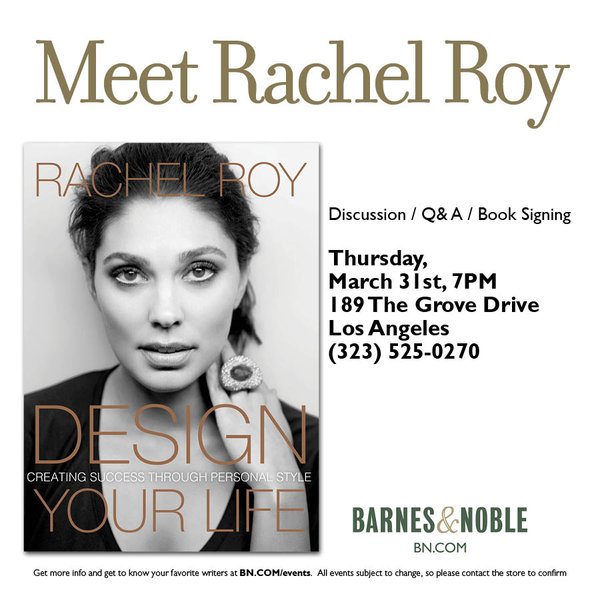 Meet Rachel Roy
RACHEL ROY
DESIGN
CREATING SUCCESS THROUGH PERSONAL STYLE
YOUR LIFE
Discussion / Q&A / Book Signing
Thursday,
March 31st, 7PM
189 The Grove Drive
Los Angeles
(323) 525-0270
BARNES&NOBLE
BN.COM
Get more info and get to know your favorite writers at BN.COM/events. All events subject to change, so please contact the store to confirm